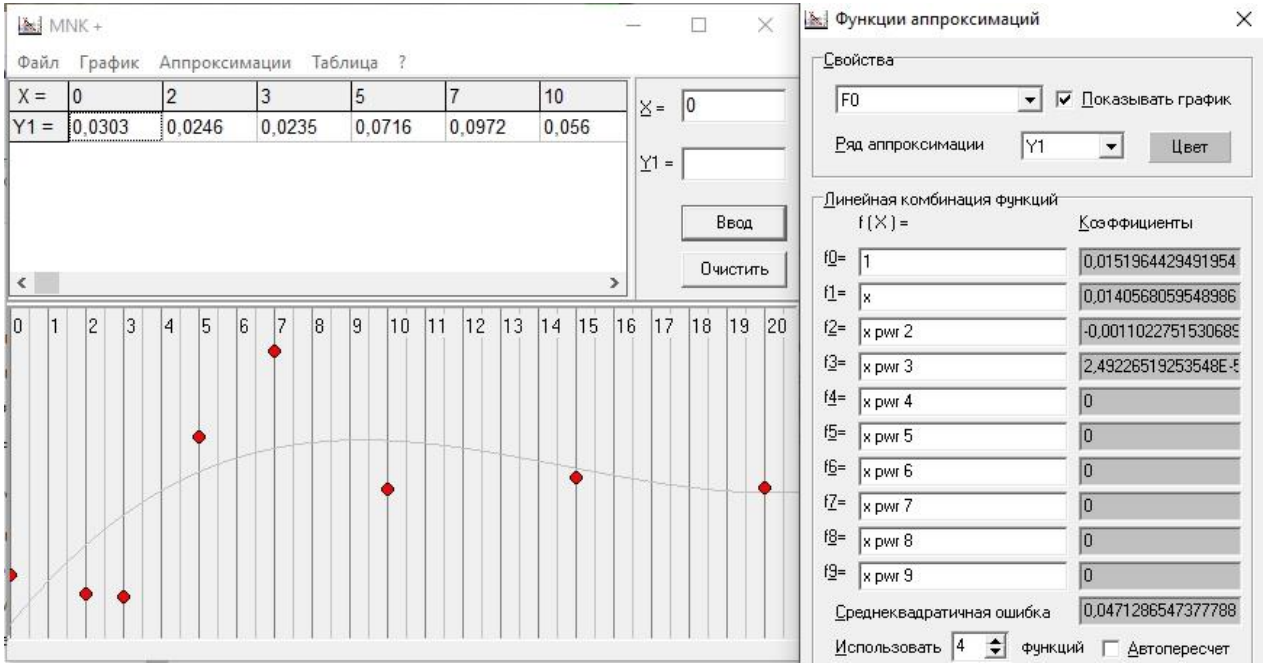 MNK +
Файл График Аппроксимации Таблица ?
X = 0 2 3 5 7 10
Y1 = 0,0303 0,0246 0,0235 0,0716 0,0972 0,056
X = 0
Y1 =
Ввод
Очистить
0 1 2 3 4 5 6 7 8 9 10 11 12 13 14 15 16 17 18 19 20
Функции аппроксимаций
Свойства
F0 Показывать график
Ряд аппроксимации Y1 Цвет
Линейная комбинация функций
f (X) = Коэффициенты
f0= 1 0,0151964429491954
f1= x 0,0140568059548986
f2= x pwr 2 -0,0011022751530689
f3= x pwr 3 2,49226519253548E-5
f4= x pwr 4 0
f5= x pwr 5 0
f6= x pwr 6 0
f7= x pwr 7 0
f8= x pwr 8 0
f9= x pwr 9 0
Среднеквадратичная ошибка 0,0471286547377788
Использовать 4 функций Автопересчет